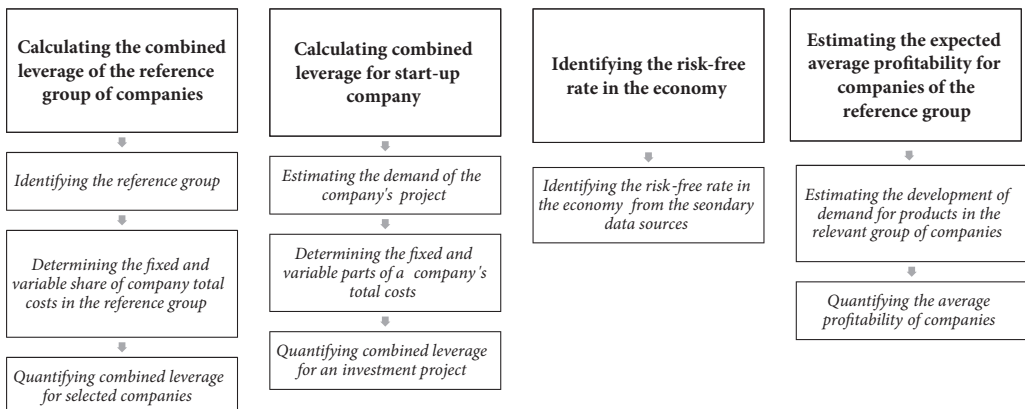 Calculating the combined
leverage of the reference
group of companies
Identifying the reference group
Determining the fixed and
variable share of company total
costs in the reference group
Quantifying combined leverage
for selected companies
Calculating combined
leverage for start-up
company
Estimating the demand of the
company's project
Determining the fixed and
variable parts of a company's
total costs
Quantifying combined leverage
for an investment project
Identifying the risk-free
rate in the economy
Identifying the risk-free rate in
the economy from the seondary
data sources
Estimating the expected
average profitability for
companies of the
reference group
Estimating the development of
demand for products in the
relevant group of companies
Quantifying the average
profitability of companies